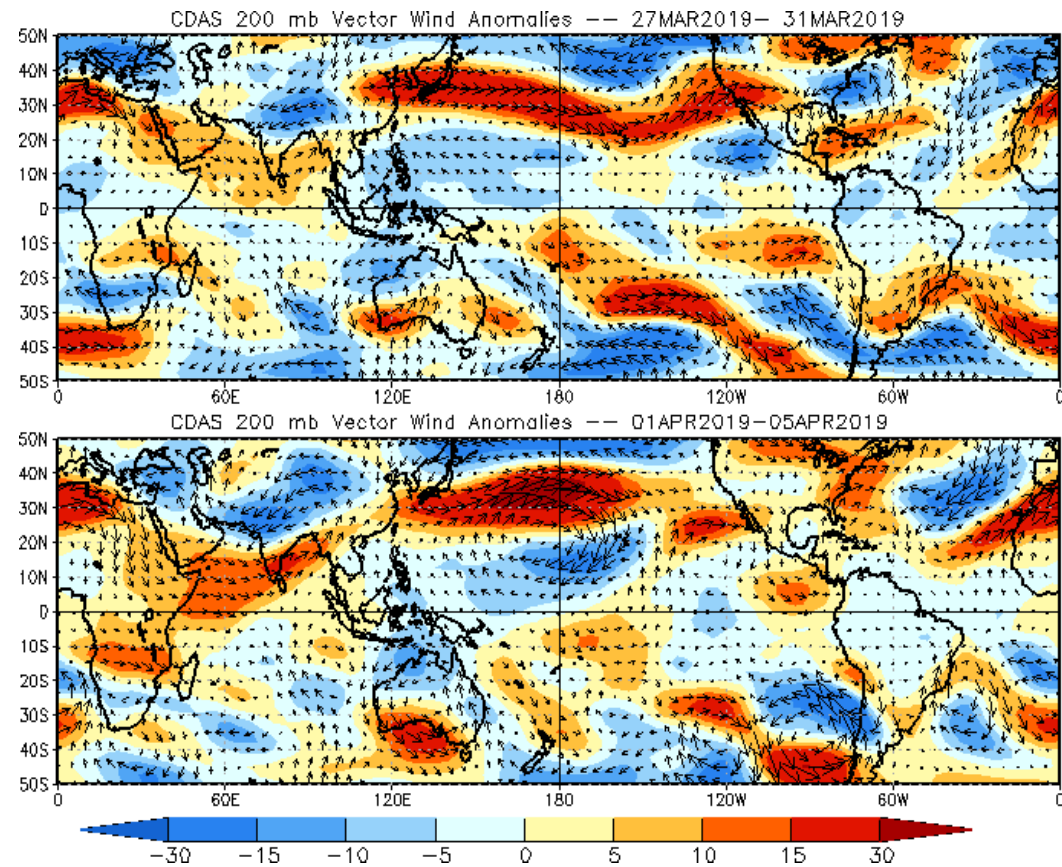 CDAS 200 mb Vector Wind Anomalies -- 27MAR2019- 31MAR2019
50N
40N
30N
20N
10N
0
10S
20S
30S
40S
50S
0 60E 120E 180 120W 60W 0
CDAS 200 mb Vector Wind Anomalies -- 01APR2019-05APR2019
50N
40N
30N
20N
10N
0
10S
20S
30S
40S
50S
0 60E 120E 180 120W 60W 0
-30 -15 -10 -5 0 5 10 15 30